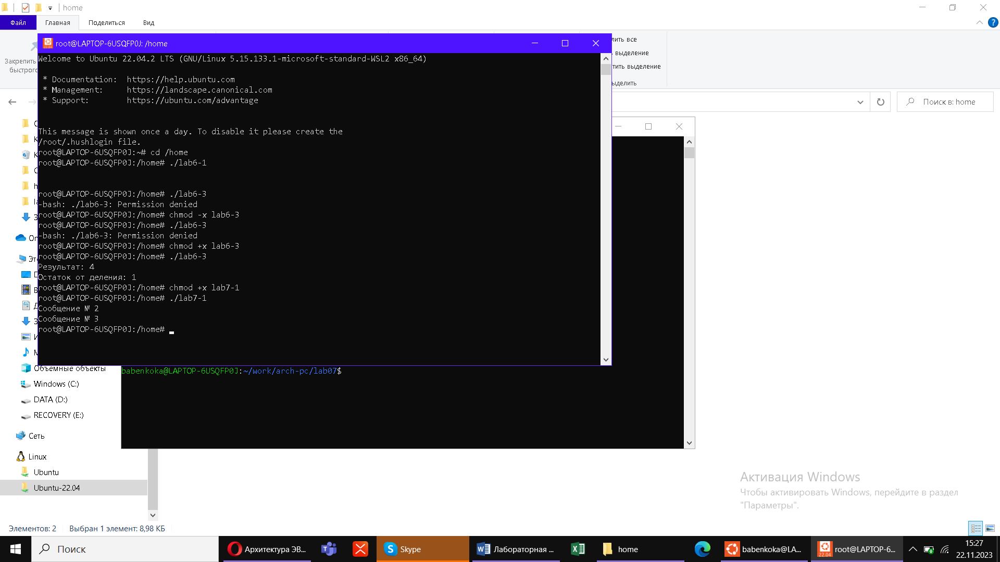 home
Файл
Главная
Поделиться
Вид
root@LAPTOP-6USQFP0J: /home
Закрепить
быстрого
лить все
выделение
тить выделение
ыделить
Поиск в: home
Welcome to Ubuntu 22.04.2 LTS (GNU/Linux 5.15.133.1-microsoft-standard-WSL2 x86_64)
* Documentation:  https://help.ubuntu.com
* Management:     https://landscape.canonical.com
* Support:        https://ubuntu.com/advantage
This message is shown once a day. To disable it please create the
/root/.hushlogin file.
root@LAPTOP-6USQFP0J:~# cd /home
root@LAPTOP-6USQFP0J:/home# ./lab6-1
root@LAPTOP-6USQFP0J:/home# ./lab6-3
-bash: ./lab6-3: Permission denied
root@LAPTOP-6USQFP0J:/home# chmod -x lab6-3
root@LAPTOP-6USQFP0J:/home# ./lab6-3
-bash: ./lab6-3: Permission denied
root@LAPTOP-6USQFP0J:/home# chmod +x lab6-3
root@LAPTOP-6USQFP0J:/home# ./lab6-3
Результат: 4
Остаток от деления: 1
root@LAPTOP-6USQFP0J:/home# chmod +x lab7-1
root@LAPTOP-6USQFP0J:/home# ./lab7-1
Сообщение № 2
Сообщение № 3
root@LAPTOP-6USQFP0J:/home#
babenkoka@LAPTOP-6USQFP0J:~/work/arch-pc/lab07$
On
Эт
Объемные объекты
Windows (C:)
DATA (D:)
RECOVERY (E:)
Сеть
Linux
Ubuntu
Ubuntu-22.04
Активация Windows
Чтобы активировать Windows, перейдите в раздел
"Параметры".
Элементов: 2
Выбран 1 элемент: 8,98 КБ
Поиск
Архитектура ЭВ...
Skype
Лабораторная ...
home
babenkoka@LA...
root@LAPTOP-6...
15:27
22.11.2023